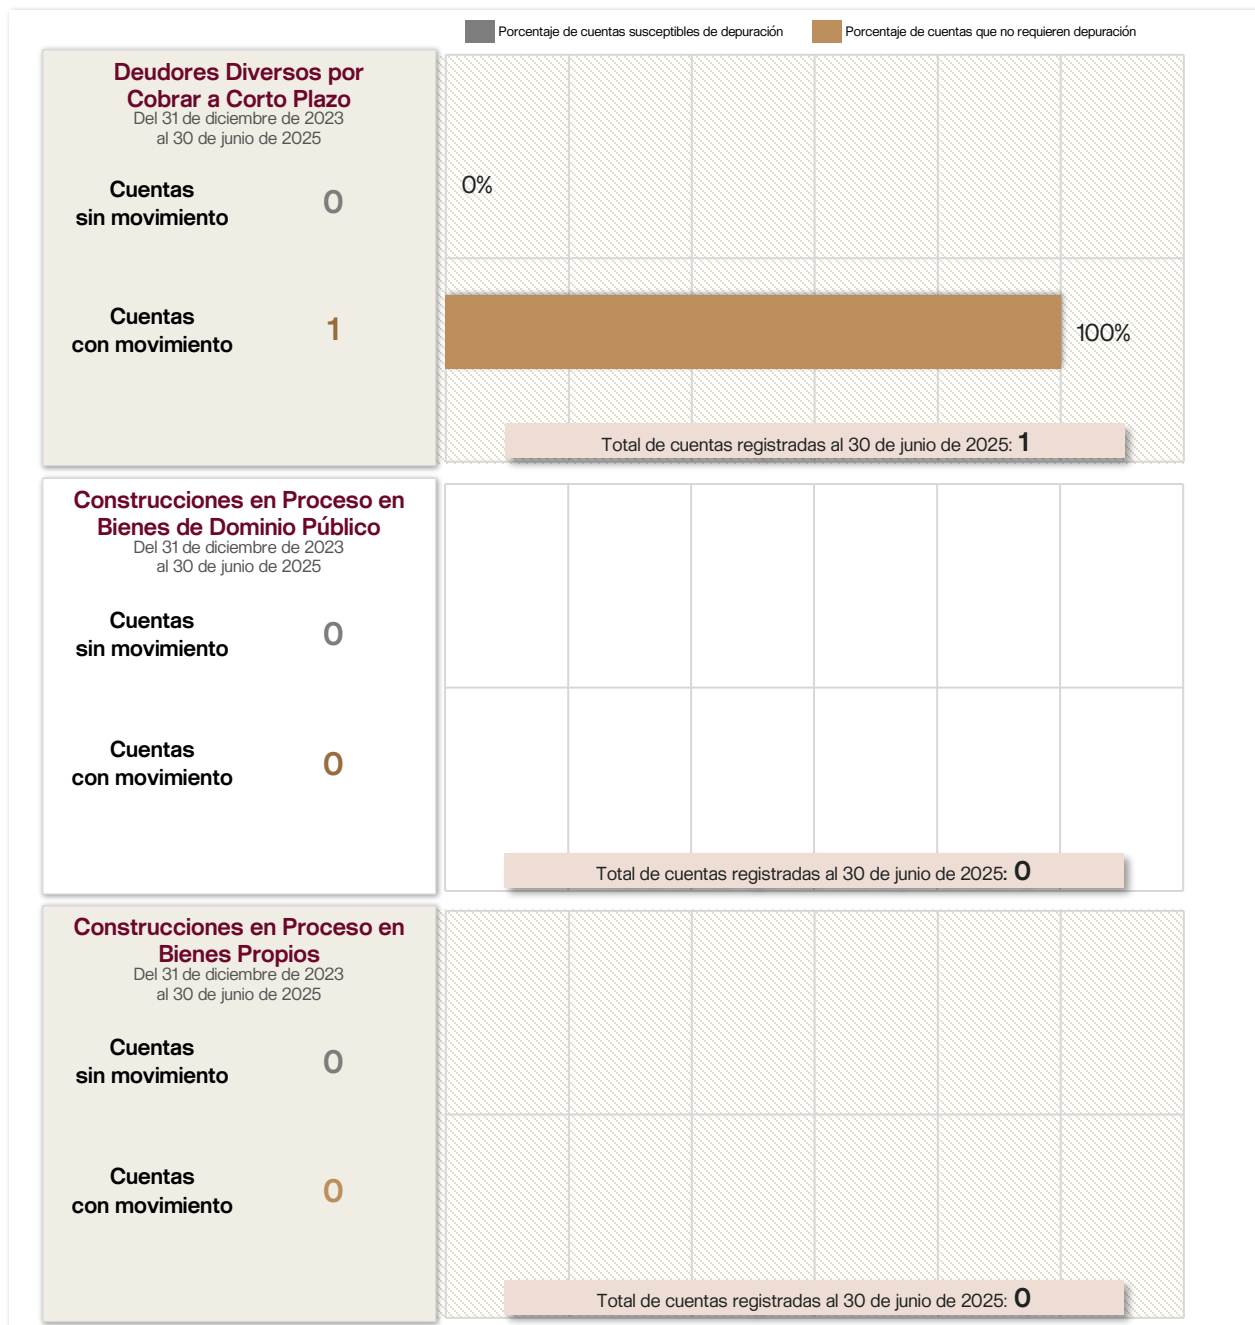 Porcentaje de cuentas susceptibles de depuración
Porcentaje de cuentas que no requieren depuración
Deudores Diversos por
Cobrar a Corto Plazo
Del 31 de diciembre de 2023
al 30 de junio de 2025
Cuentas
sin movimiento
0
0%
Cuentas
con movimiento
1
100%
Total de cuentas registradas al 30 de junio de 2025: 1
Construcciones en Proceso en
Bienes de Dominio Público
Del 31 de diciembre de 2023
al 30 de junio de 2025
Cuentas
sin movimiento
0
Cuentas
con movimiento
0
Total de cuentas registradas al 30 de junio de 2025: 0
Construcciones en Proceso en
Bienes Propios
Del 31 de diciembre de 2023
al 30 de junio de 2025
Cuentas
sin movimiento
0
Cuentas
con movimiento
0
Total de cuentas registradas al 30 de junio de 2025: 0